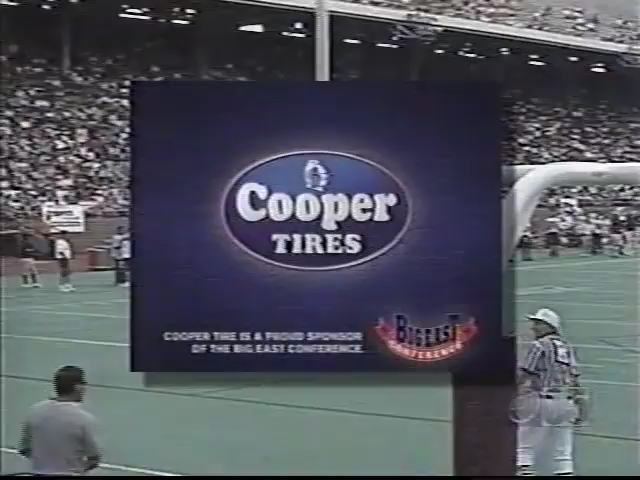 Cooper
TIRES
COOPER TIRE IS A PROUD SPONSOR
OF THE BIG EAST CONFERENCE.
BIG EAST
CONFERENCE